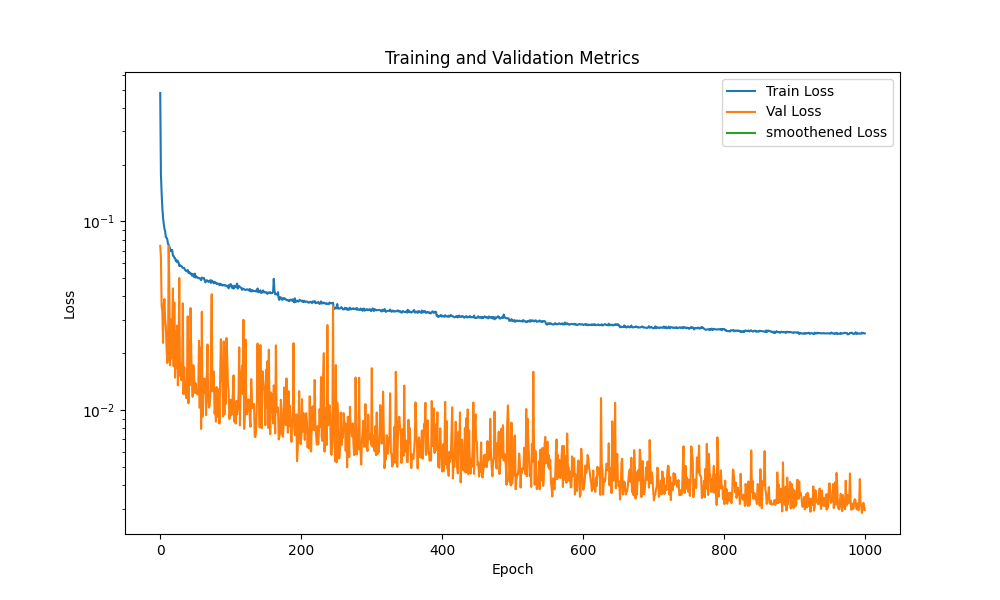 Training and Validation Metrics
Train Loss
Val Loss
smoothened Loss
Loss
10⁻¹
10⁻²
0 200 400 600 800 1000
Epoch